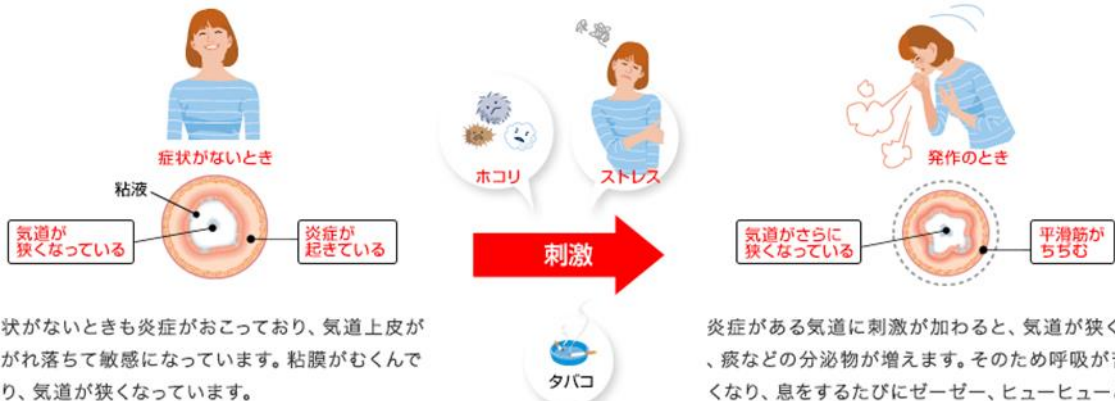 症状がないとき
粘液
気道が
狭くなっている
炎症が
起きている
状がないときも炎症がおこっており、気道上皮が
がれ落ちて敏感になっています。粘膜がむくんで
り、気道が狭くなっています。
ホコリ
ストレス
刺激
タバコ
発作のとき
気道がさらに
狭くなっている
平滑筋が
ちぢむ
炎症がある気道に刺激が加わると、気道が狭く
、痰などの分泌物が増えます。そのため呼吸が
くなり、息をするたびにゼーゼー、ヒューヒュー